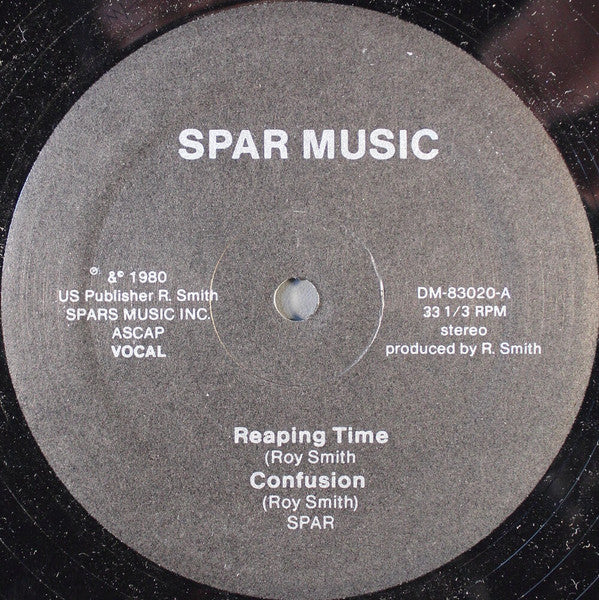 SPAR MUSIC
℗ &© 1980
US Publisher R. Smith
SPARS MUSIC INC.
ASCAP
VOCAL
DM-83020-A
33 1/3 RPM
stereo
produced by R. Smith
Reaping Time
(Roy Smith
Confusion
(Roy Smith)
SPAR